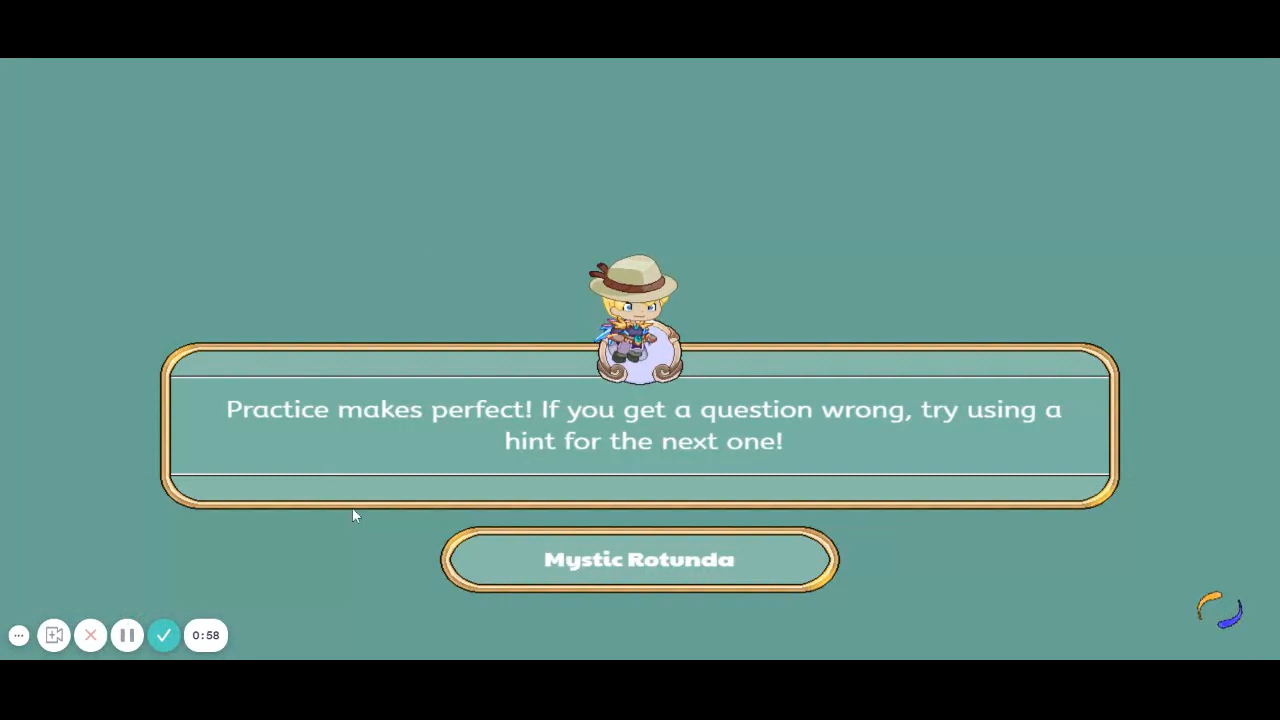 Practice makes perfect! If you get a question wrong, try using a
hint for the next one!
Mystic Rotunda
0:58